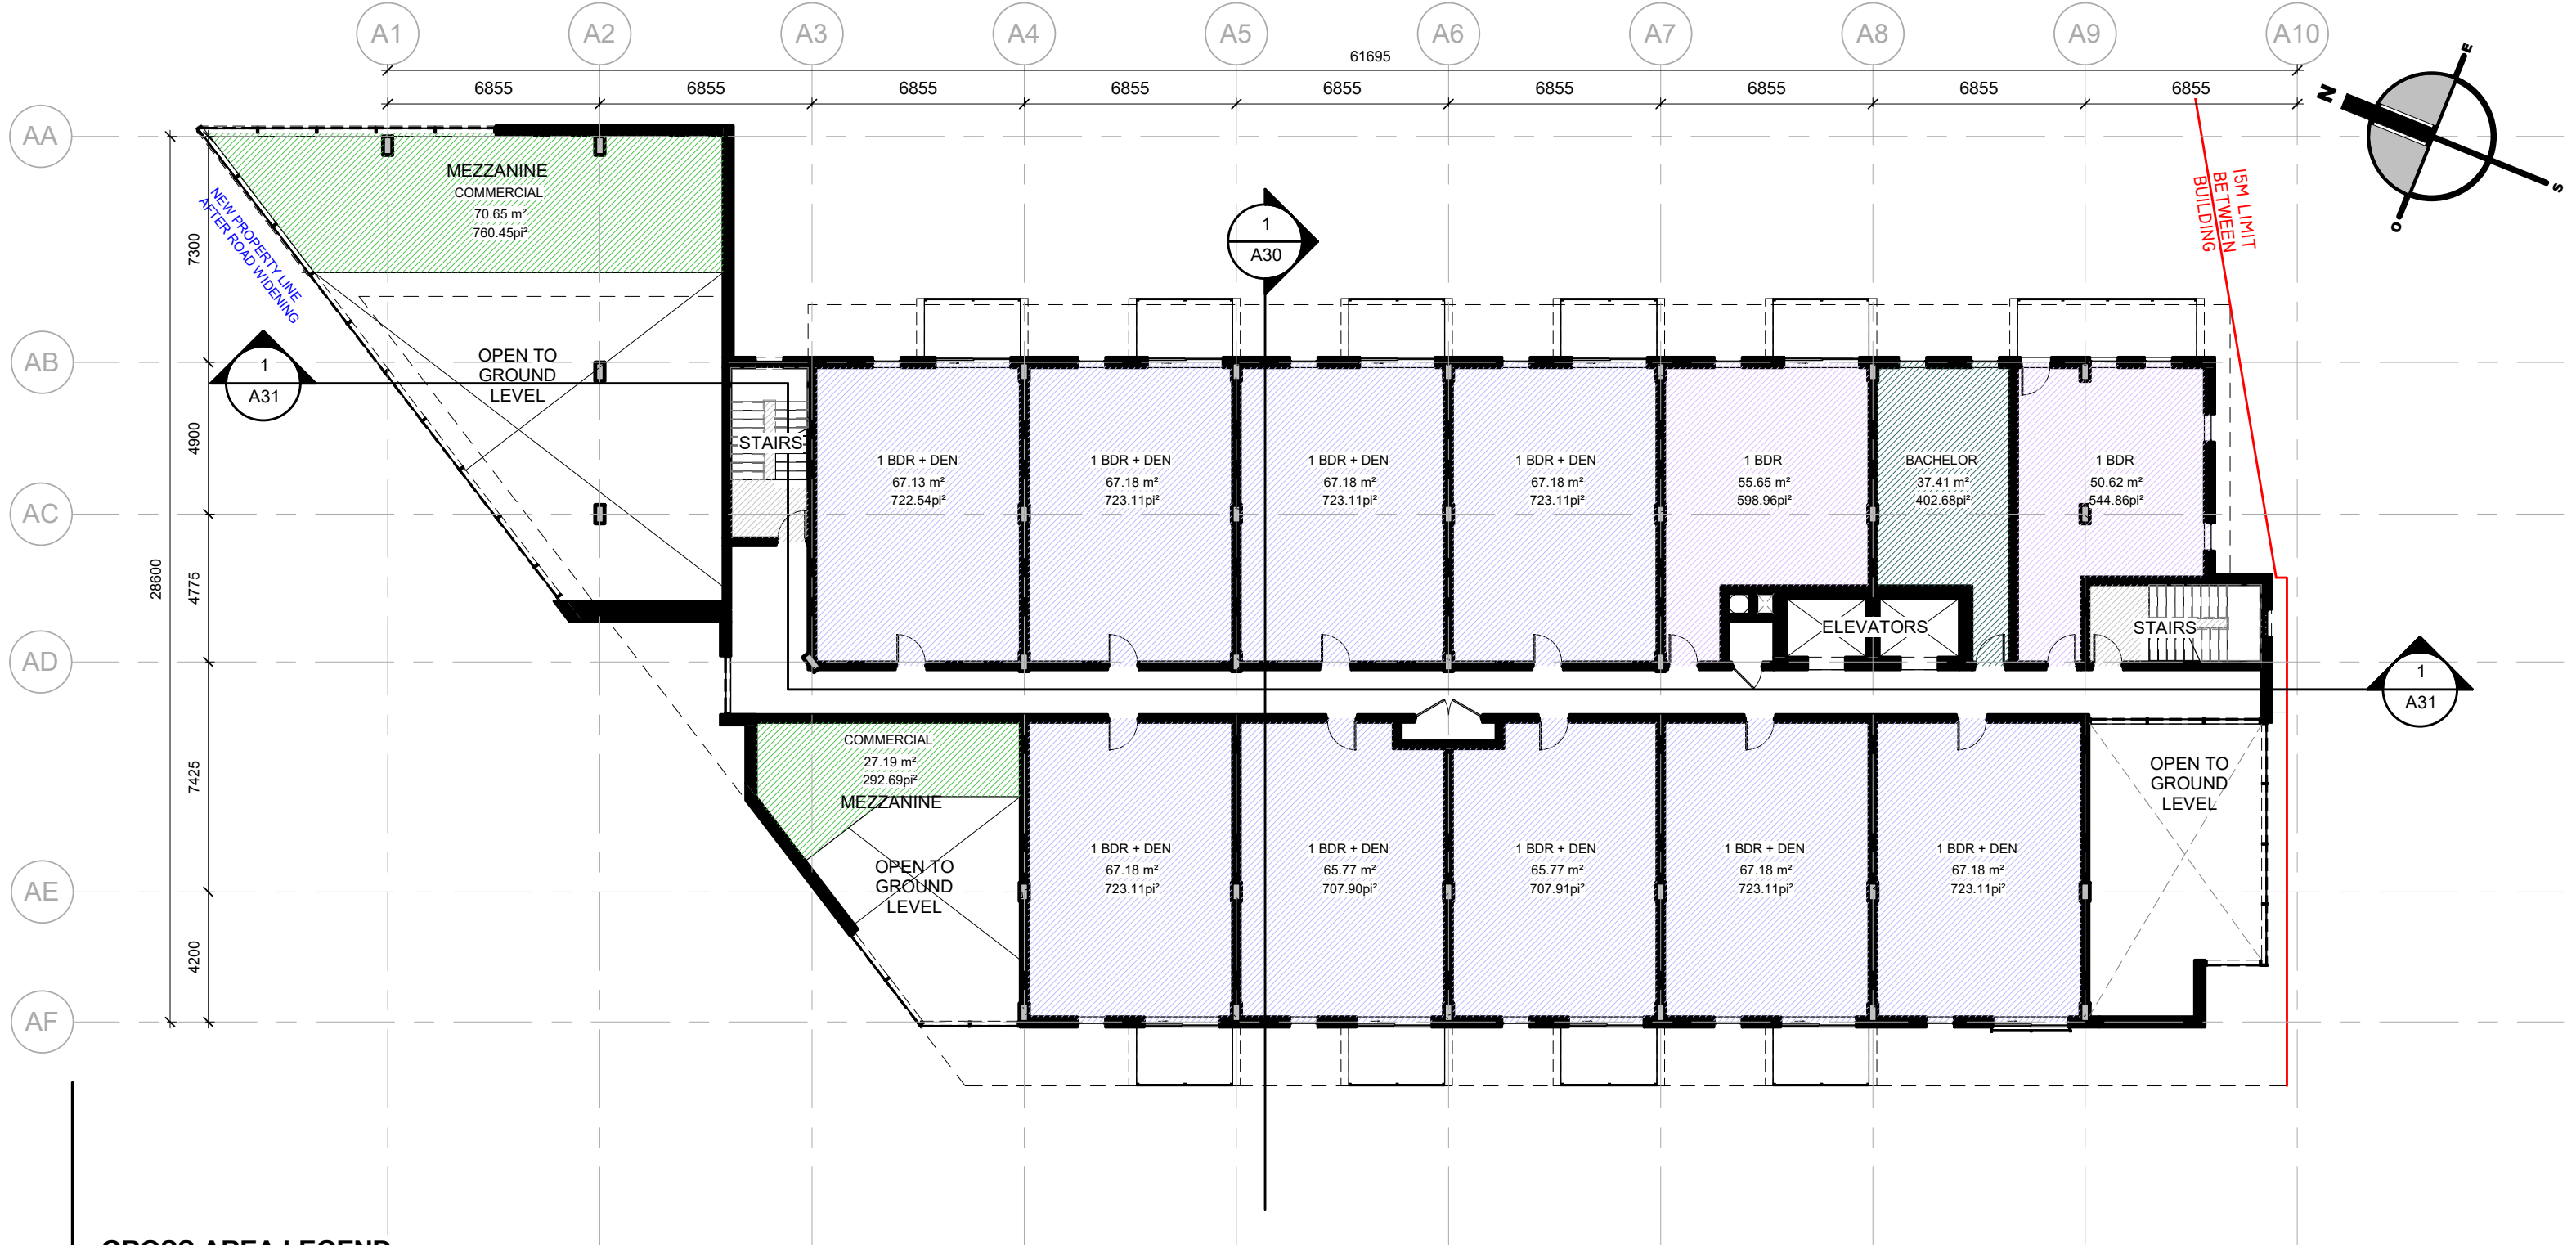 A1 A2 A3 A4 A5 A6 A7 A8 A9 A10
61695
6855 6855 6855 6855 6855 6855 6855 6855 6855
N
E
S
O
AA
AB
AC
AD
AE
AF
28600
7300
4900
4775
7425
4200
MEZZANINE
COMMERCIAL
70.65 m²
760.45pi²
NEW PROPERTY LINE
AFTER ROAD WIDENING
15M LIMIT
BETWEEN
BUILDING
1
A30
1
A31
OPEN TO
GROUND
LEVEL
STAIRS
1 BDR + DEN
67.13 m²
722.54pi²
1 BDR + DEN
67.18 m²
723.11pi²
1 BDR + DEN
67.18 m²
723.11pi²
1 BDR + DEN
67.18 m²
723.11pi²
1 BDR
55.65 m²
598.96pi²
BACHELOR
37.41 m²
402.68pi²
1 BDR
50.62 m²
544.86pi²
ELEVATORS
STAIRS
1
A31
COMMERCIAL
27.19 m²
292.69pi²
MEZZANINE
OPEN TO
GROUND
LEVEL
1 BDR + DEN
67.18 m²
723.11pi²
1 BDR + DEN
65.77 m²
707.90pi²
1 BDR + DEN
65.77 m²
707.91pi²
1 BDR + DEN
67.18 m²
723.11pi²
1 BDR + DEN
67.18 m²
723.11pi²
OPEN TO
GROUND
LEVEL
GROSS AREA LEGEND